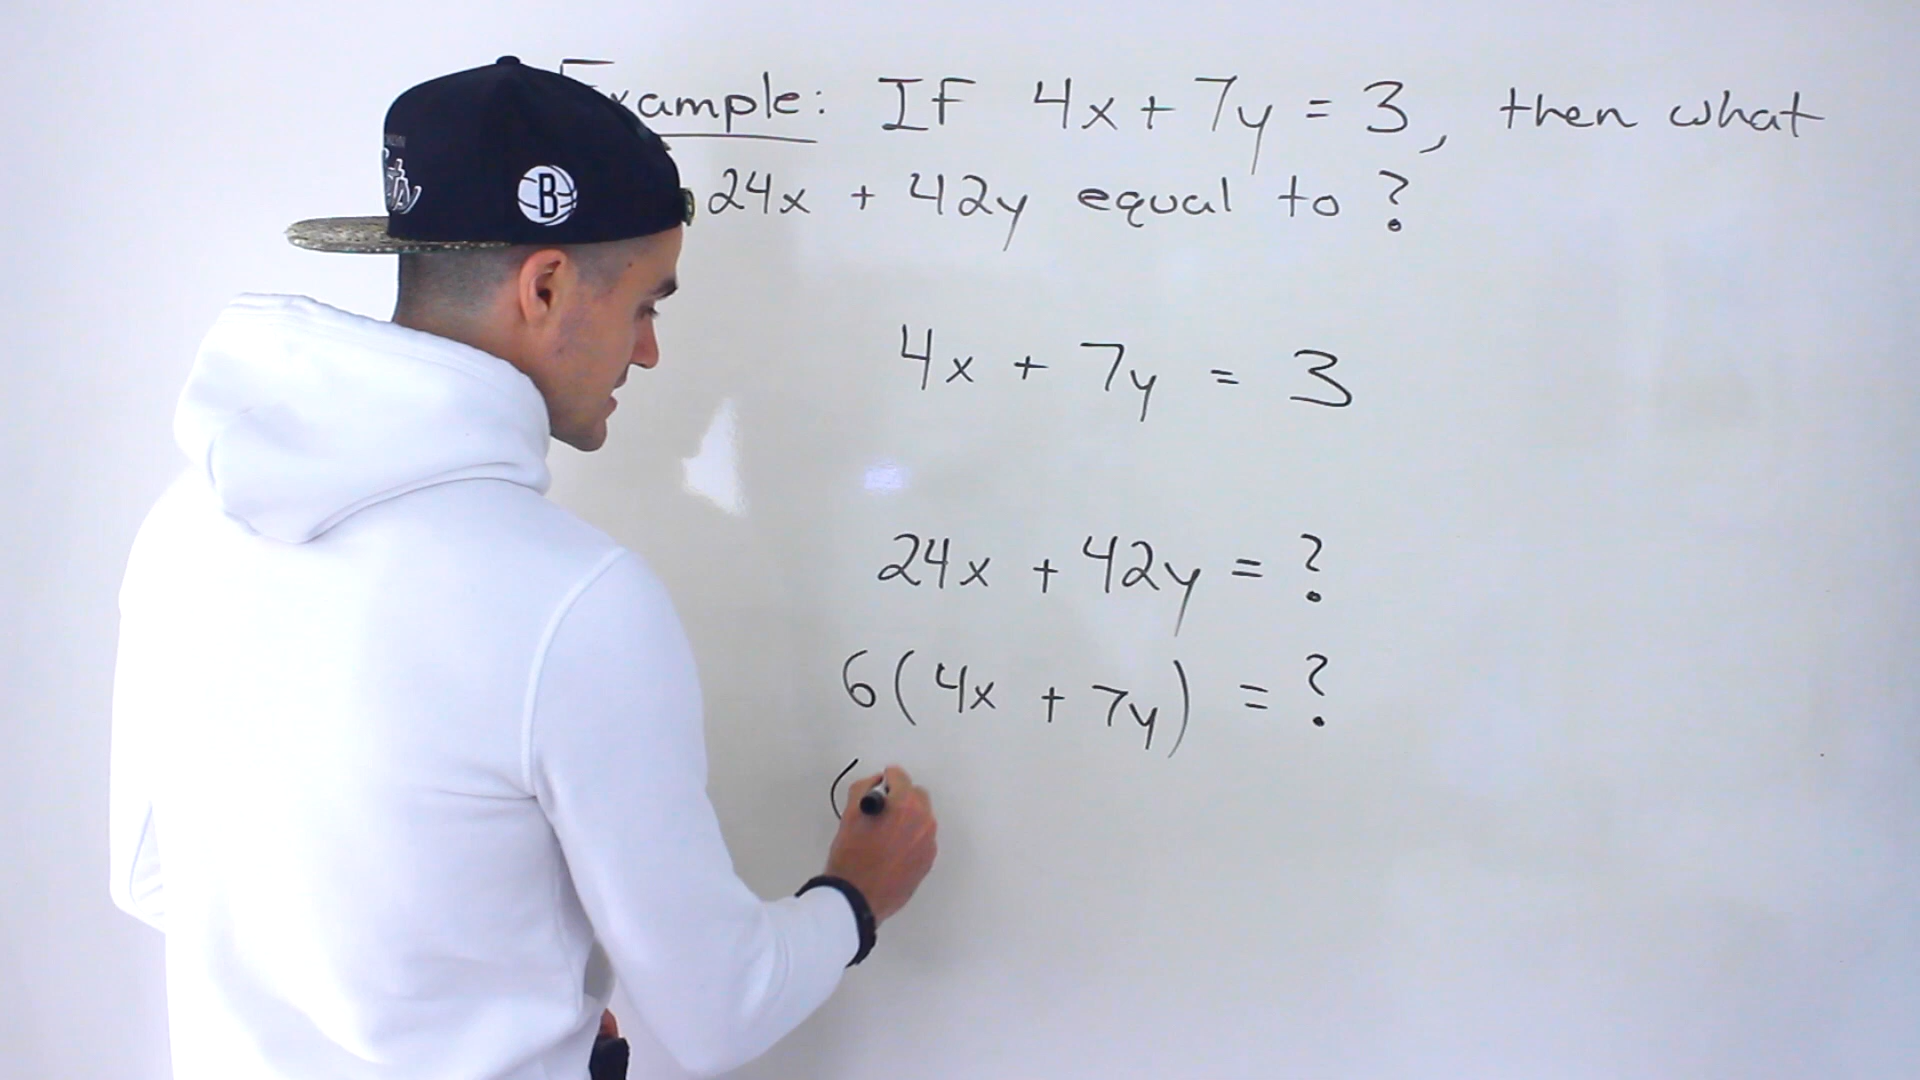 Example: If 4x + 7y = 3, then what
24x + 42y equal to ?
4x + 7y = 3
24x + 42y = ?
6(4x + 7y) = ?
B